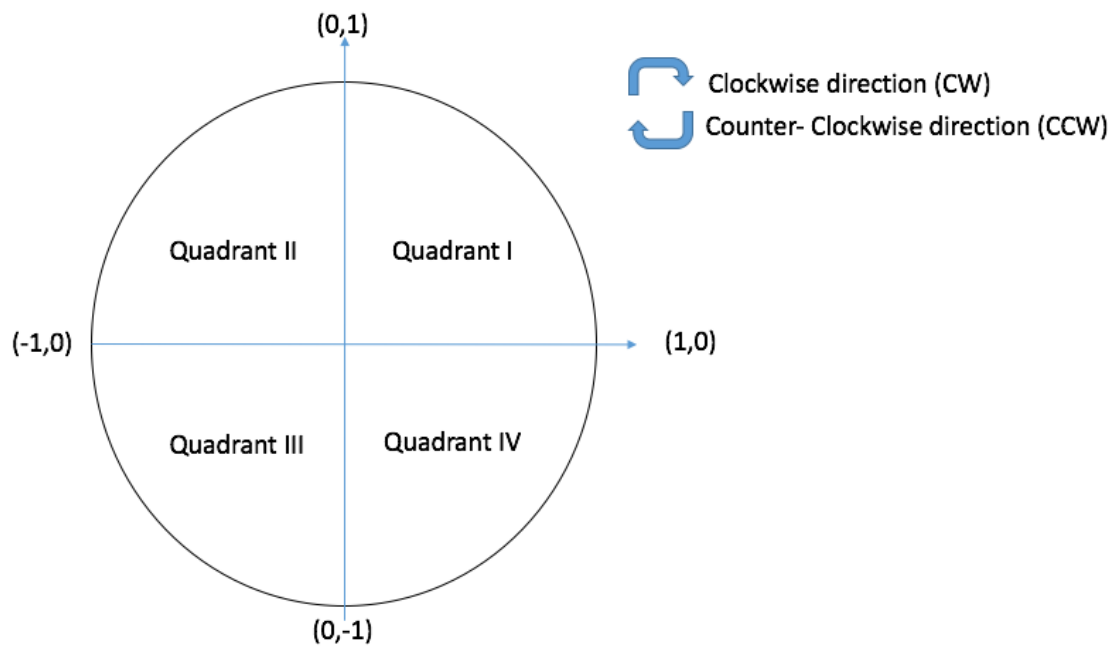 (0,1)
Clockwise direction (CW)
Counter- Clockwise direction (CCW)
Quadrant II
Quadrant I
(-1,0)
(1,0)
Quadrant III
Quadrant IV
(0,-1)